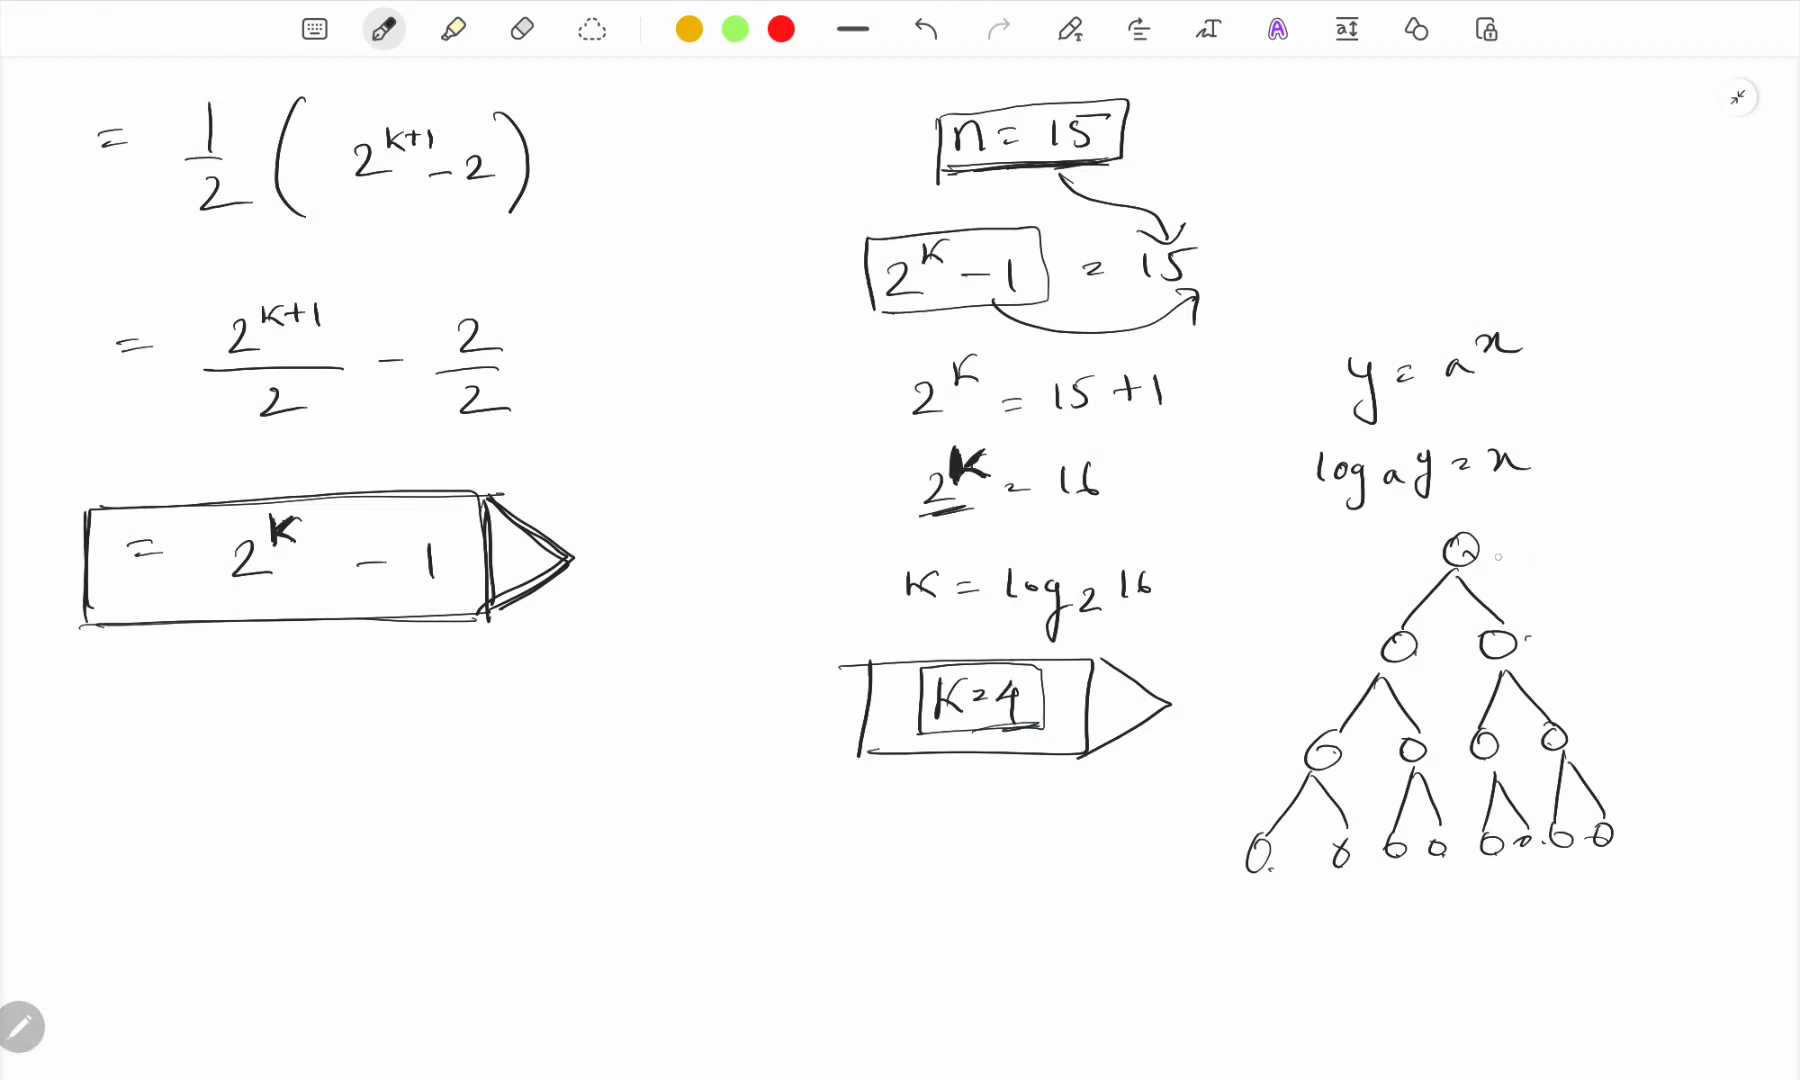 = 1/2 ( 2^{k+1} - 2 )
= 2^{k+1}/2 - 2/2
= 2^k - 1
n = 15
2^k - 1 = 15
2^k = 15 + 1
2^k = 16
k = log_2 16
K = 4
y = a^x
log a y = x